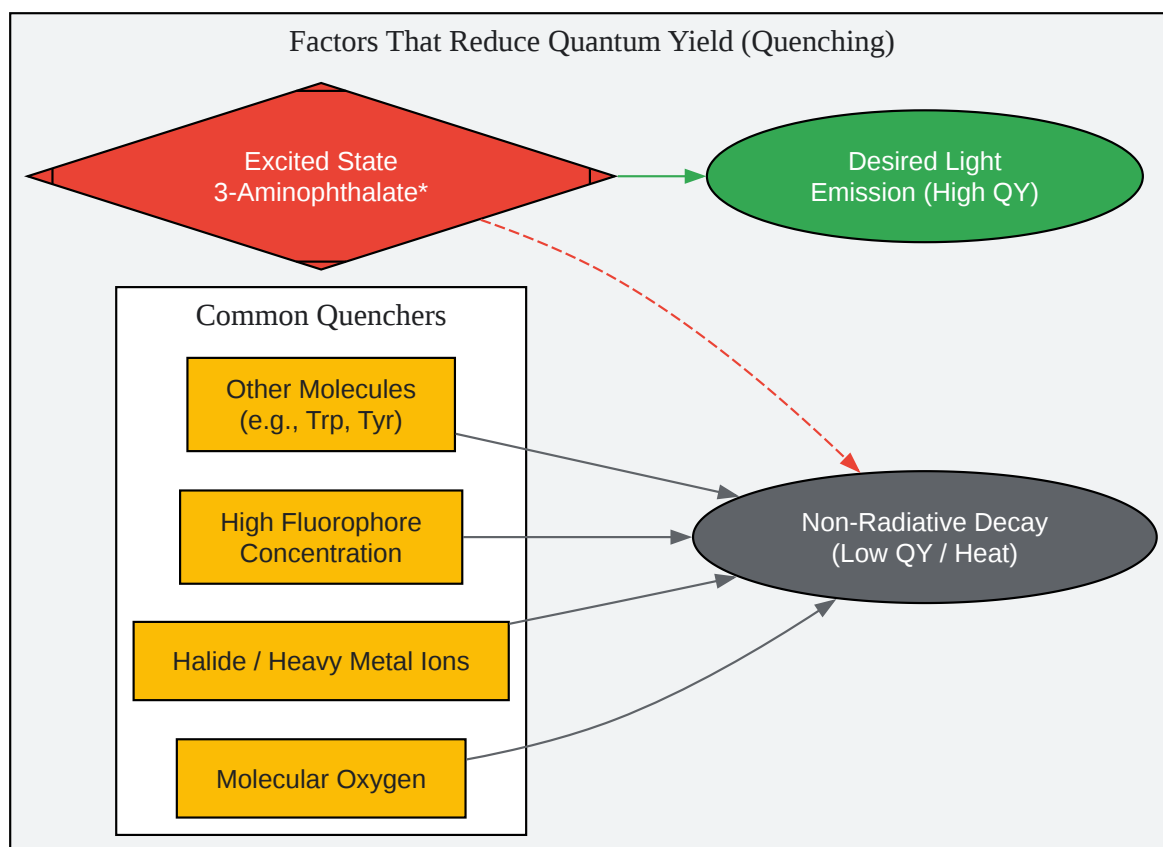 Factors That Reduce Quantum Yield (Quenching)
Excited State
3-Aminophthalate*
Desired Light
Emission (High QY)
Common Quenchers
Other Molecules
(e.g., Trp, Tyr)
High Fluorophore
Concentration
Halide / Heavy Metal Ions
Molecular Oxygen
Non-Radiative Decay
(Low QY / Heat)